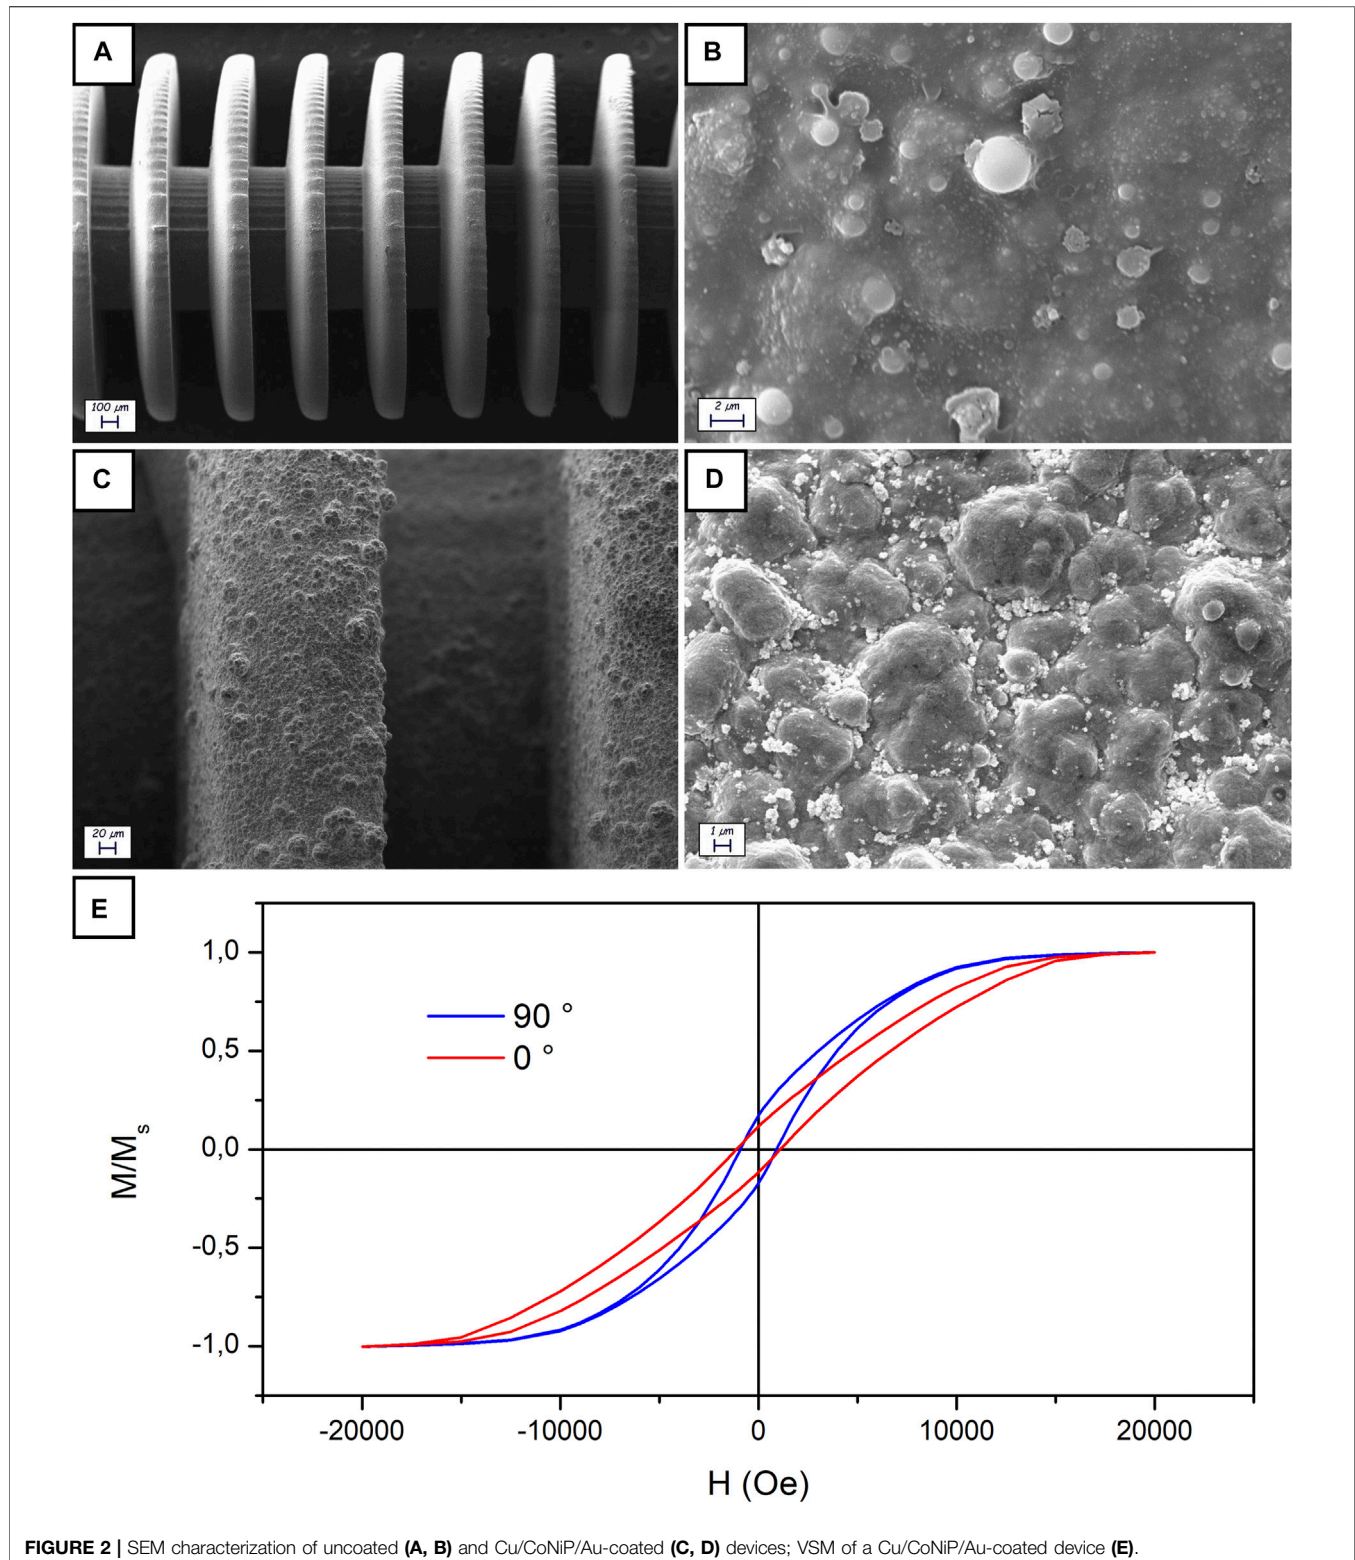 A
B
100 µm
2 µm
C
D
20 µm
1 µm
E
1,0
90 °
0,5
0 °
0,0
M/Ms
-0,5
-1,0
-20000 -10000 0 10000 20000
H (Oe)
FIGURE 2 | SEM characterization of uncoated (A, B) and Cu/CoNiP/Au-coated (C, D) devices; VSM of a Cu/CoNiP/Au-coated device (E).